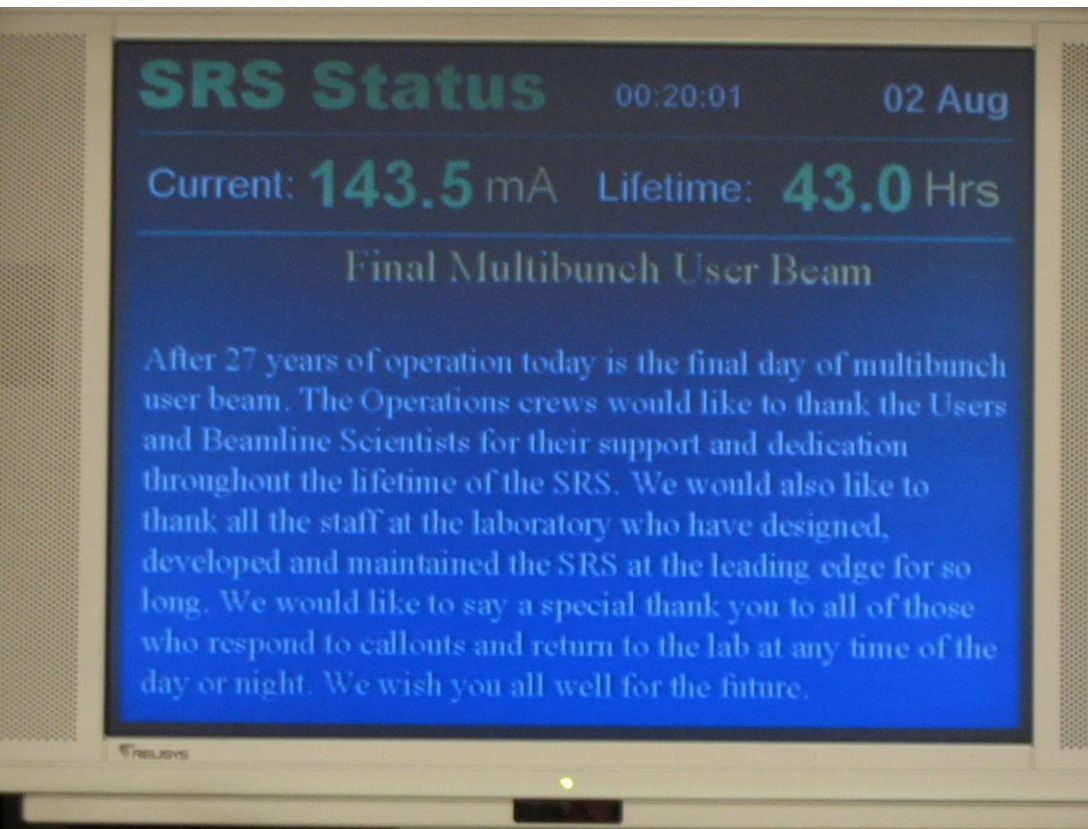 SRS Status 00:20:01 02 Aug
Current: 143.5 mA Lifetime: 43.0 Hrs
Final Multibunch User Beam
After 27 years of operation today is the final day of multibunch
user beam. The Operations crews would like to thank the Users
and Beamline Scientists for their support and dedication
throughout the lifetime of the SRS. We would also like to
thank all the staff at the laboratory who have designed,
developed and maintained the SRS at the leading edge for so
long. We would like to say a special thank you to all of those
who respond to callouts and return to the lab at any time of the
day or night. We wish you all well for the future.
RELISYS